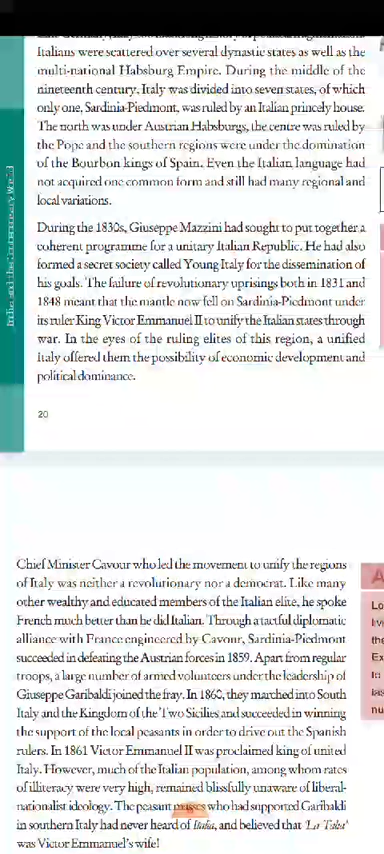 Italians were scattered over several dynastic states as well as the
multi-national Habsburg Empire. During the middle of the
nineteenth century, Italy was divided into seven states, of which
only one, Sardinia-Piedmont, was ruled by an Italian princely house.
The north was under Austrian Habsburgs, the centre was ruled by
the Pope and the southern regions were under the domination
of the Bourbon kings of Spain. Even the Italian language had
not acquired one common form and still had many regional and
local variations.
During the 1830s, Giuseppe Mazzini had sought to put together a
coherent programme for a unitary Italian Republic. He had also
formed a secret society called Young Italy for the dissemination of
his goals. The failure of revolutionary uprisings both in 1831 and
1848 meant that the mantle now fell on Sardinia-Piedmont under
its ruler King Victor Emmanuel II to unify the Italian states through
war. In the eyes of the ruling elites of this region, a unified
Italy offered them the possibility of economic development and
political dominance.
India and the Contemporary World
20
Chief Minister Cavour who led the movement to unify the regions
of Italy was neither a revolutionary nor a democrat. Like many
other wealthy and educated members of the Italian elite, he spoke
French much better than he did Italian. Through a tactful diplomatic
alliance with France engineered by Cavour, Sardinia-Piedmont
succeeded in defeating the Austrian forces in 1859. Apart from regular
troops, a large number of armed volunteers under the leadership of
Giuseppe Garibaldi joined the fray. In 1860, they marched into South
Italy and the Kingdom of the Two Sicilies and succeeded in winning
the support of the local peasants in order to drive out the Spanish
rulers. In 1861 Victor Emmanuel II was proclaimed king of united
Italy. However, much of the Italian population, among whom rates
of illiteracy were very high, remained blissfully unaware of liberal-
nationalist ideology. The peasant masses who had supported Garibaldi
in southern Italy had never heard of Italia, and believed that 'La Talia'
was Victor Emmanuel's wife!
A
Lo
liv
the
Ex
to
las
nu